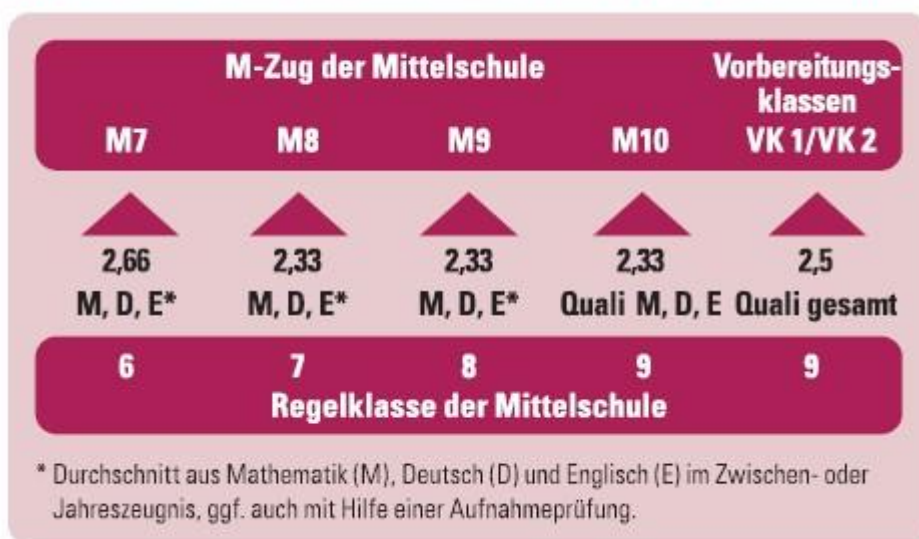 M-Zug der Mittelschule
Vorbereitungs-
klassen
M7 M8 M9 M10 VK 1/VK 2
2,66 2,33 2,33 2,33 2,5
M, D, E* M, D, E* M, D, E* Quali M, D, E Quali gesamt
6 7 8 9 9
Regelklasse der Mittelschule
* Durchschnitt aus Mathematik (M), Deutsch (D) und Englisch (E) im Zwischen- oder
Jahreszeugnis, ggf. auch mit Hilfe einer Aufnahmeprüfung.